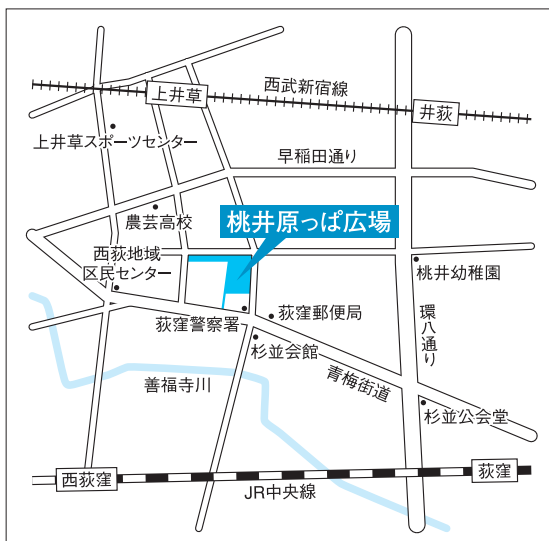 西武新宿線
上井草
井荻
上井草スポーツセンター
早稲田通り
農芸高校
桃井原っぱ広場
西荻地域
区民センター
桃井幼稚園
荻窪警察署
荻窪郵便局
環八通り
杉並会館
青梅街道
善福寺川
杉並公会堂
西荻窪
荻窪
JR中央線